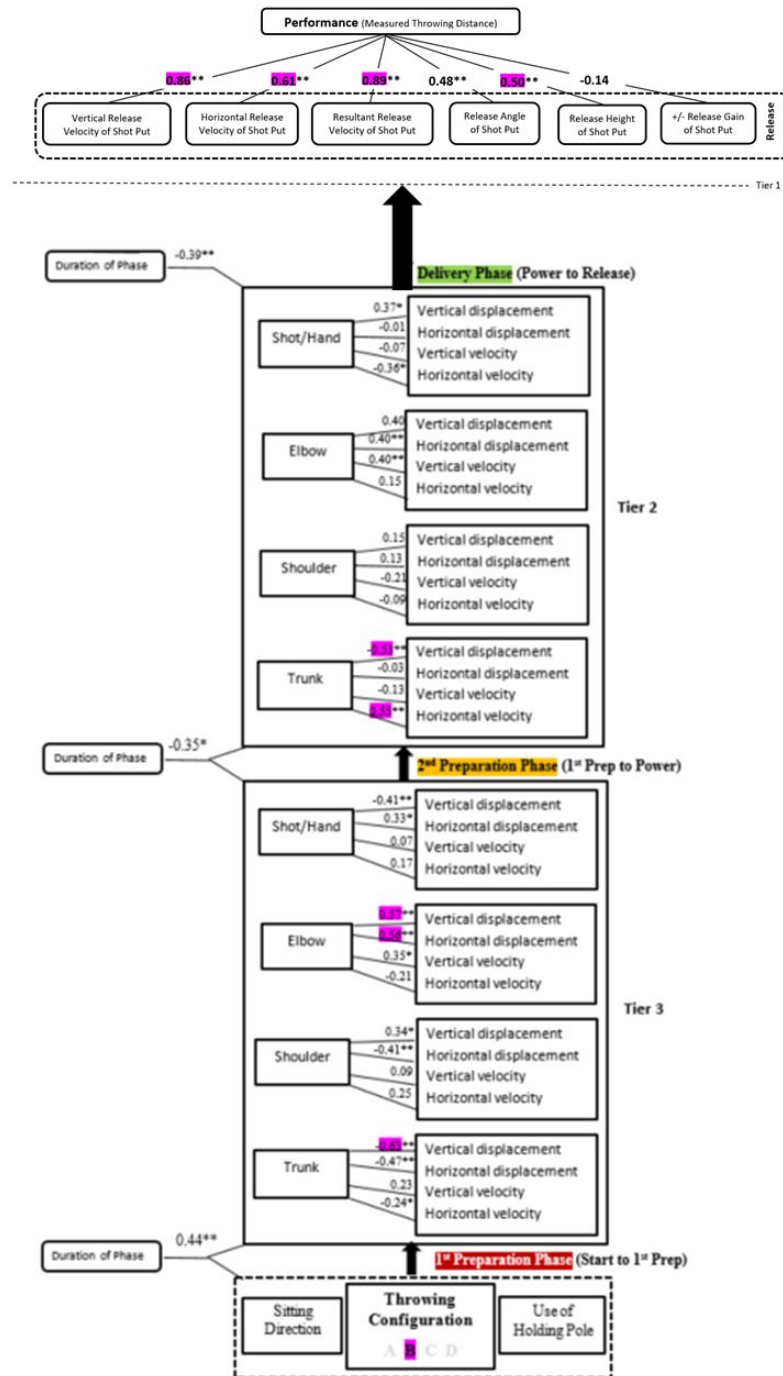 Performance (Measured Throwing Distance)
0.86** 0.61** 0.89** 0.48** 0.50** -0.14
Vertical Release
Velocity of Shot Put
Horizontal Release
Velocity of Shot Put
Resultant Release
Velocity of Shot Put
Release Angle
of Shot Put
Release Height
of Shot Put
+/- Release Gain
of Shot Put
Release
Tier 1
-0.39**
Duration of Phase
Delivery Phase (Power to Release)
Shot/Hand
0.37* Vertical displacement
-0.01 Horizontal displacement
-0.07 Vertical velocity
-0.36* Horizontal velocity
Elbow
0.40 Vertical displacement
0.40** Horizontal displacement
0.40** Vertical velocity
0.15 Horizontal velocity
Tier 2
Shoulder
0.15 Vertical displacement
0.13 Horizontal displacement
-0.21 Vertical velocity
-0.09 Horizontal velocity
Trunk
-0.53** Vertical displacement
-0.03 Horizontal displacement
-0.13 Vertical velocity
0.55** Horizontal velocity
-0.35*
Duration of Phase
2nd Preparation Phase (1st Prep to Power)
Shot/Hand
-0.41** Vertical displacement
0.33* Horizontal displacement
0.07 Vertical velocity
0.17 Horizontal velocity
Elbow
0.57** Vertical displacement
0.56** Horizontal displacement
0.35* Vertical velocity
-0.21 Horizontal velocity
Tier 3
Shoulder
0.34* Vertical displacement
-0.41** Horizontal displacement
0.09 Vertical velocity
0.25 Horizontal velocity
Trunk
-0.63** Vertical displacement
-0.47** Horizontal displacement
0.23 Vertical velocity
-0.24* Horizontal velocity
0.44**
Duration of Phase
1st Preparation Phase (Start to 1st Prep)
Sitting
Direction
Throwing
Configuration
A B C D
Use of
Holding Pole